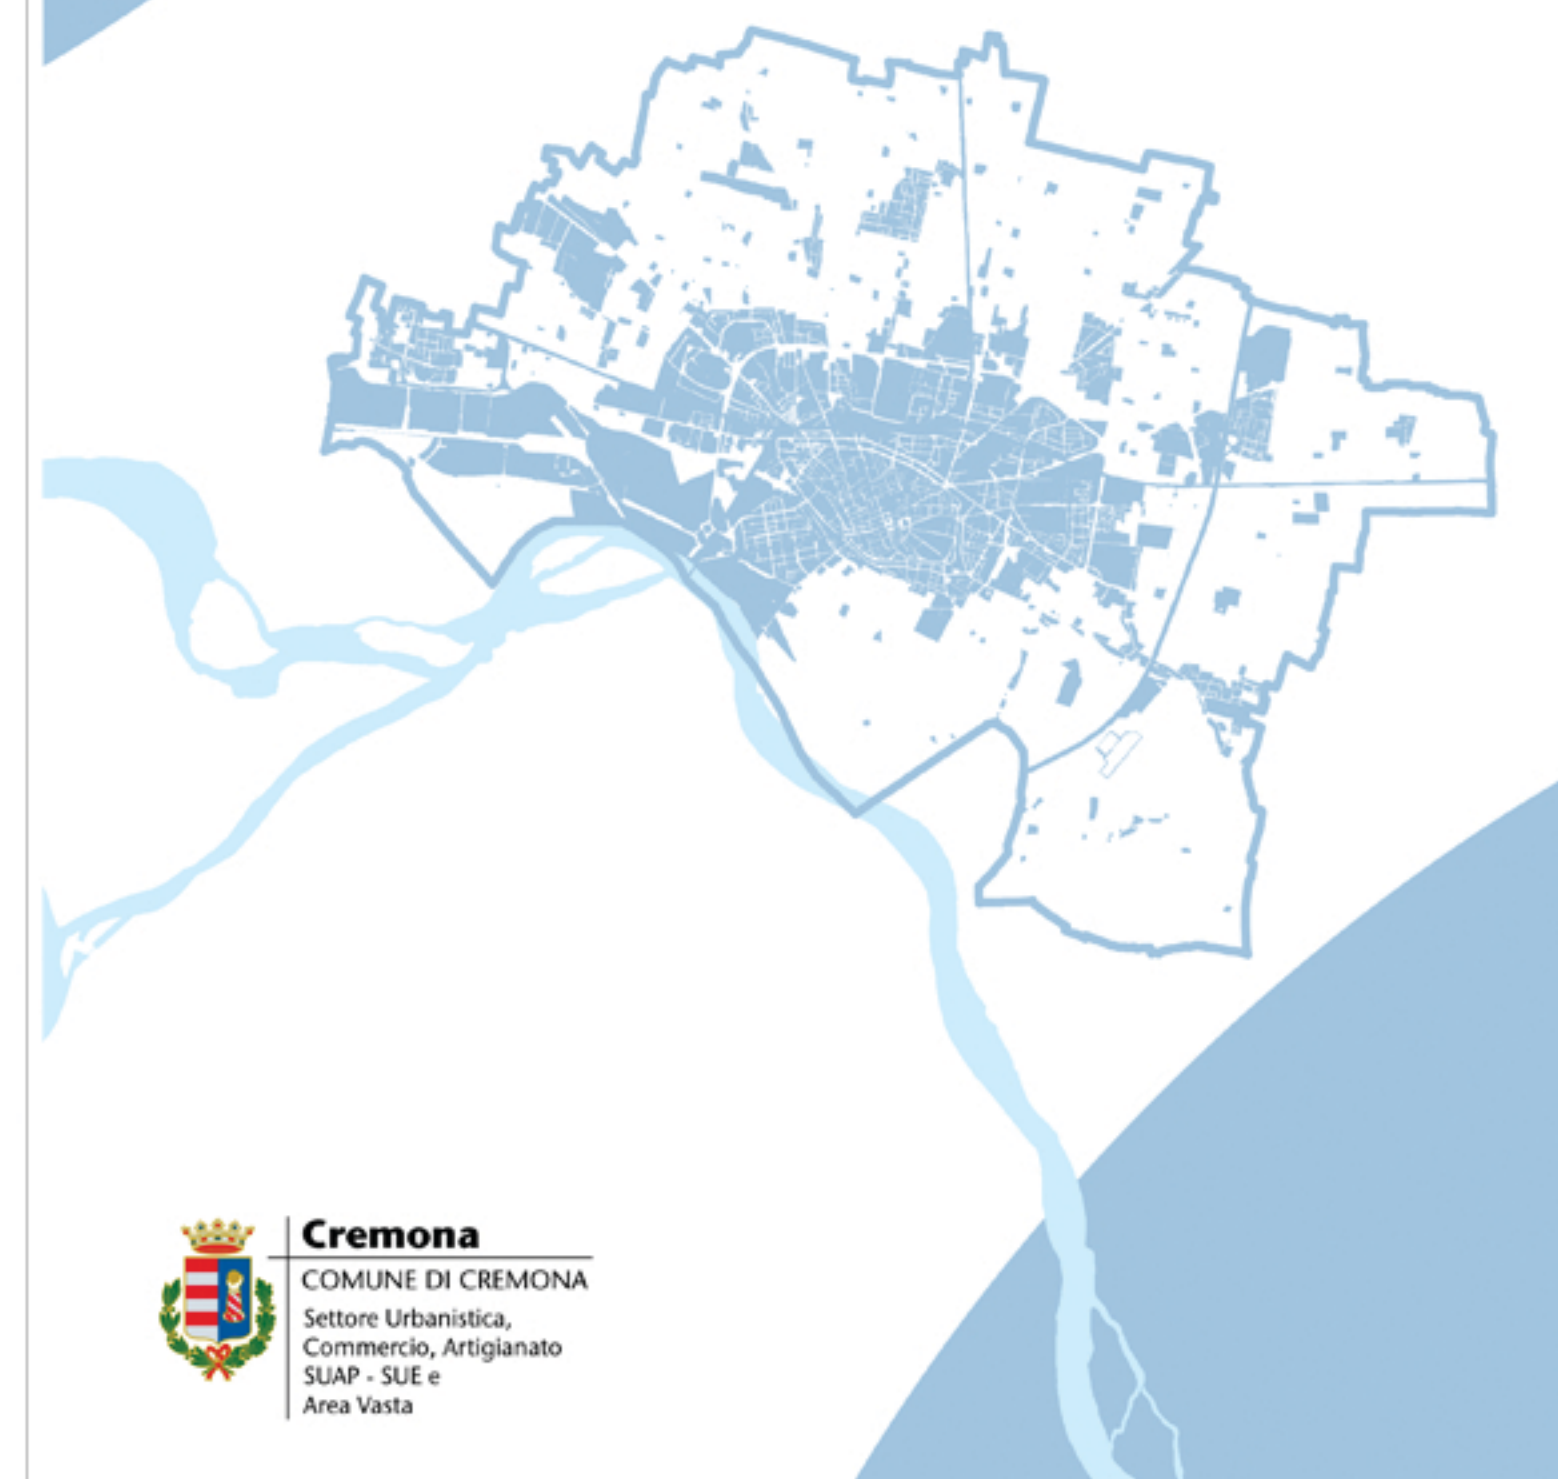 Cremona
COMUNE DI CREMONA
Settore Urbanistica,
Commercio, Artigianato
SUAP - SUE e
Area Vasta